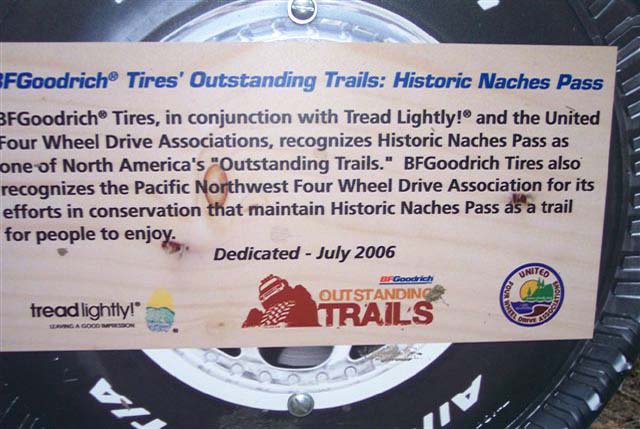 BFGoodrich® Tires' Outstanding Trails: Historic Naches Pass
BFGoodrich® Tires, in conjunction with Tread Lightly!® and the United
Four Wheel Drive Associations, recognizes Historic Naches Pass as
one of North America's "Outstanding Trails." BFGoodrich Tires also
recognizes the Pacific Northwest Four Wheel Drive Association for its
efforts in conservation that maintain Historic Naches Pass as a trail
for people to enjoy.
Dedicated - July 2006
treadlightly!®
LEAVING A GOOD IMPRESSION
BFGoodrich
OUTSTANDING
TRAILS
UNITED
FOUR WHEEL DRIVE ASSOCIATIONS
T/A
All